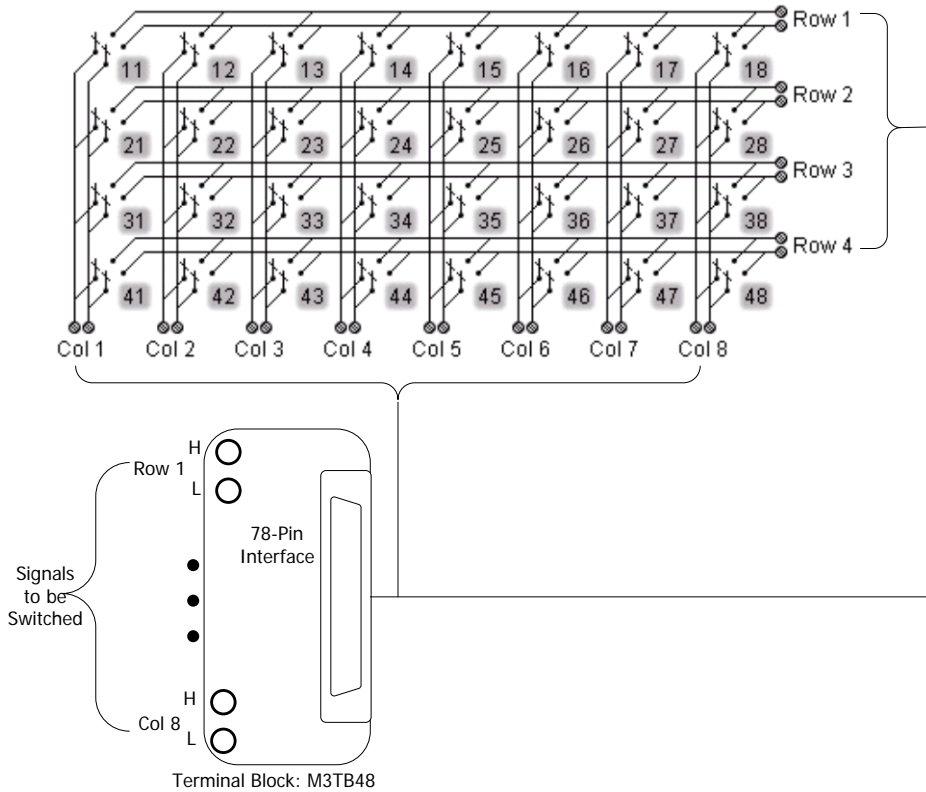 Row 1
11 12 13 14 15 16 17 18
Row 2
21 22 23 24 25 26 27 28
Row 3
31 32 33 34 35 36 37 38
Row 4
41 42 43 44 45 46 47 48
Col 1 Col 2 Col 3 Col 4 Col 5 Col 6 Col 7 Col 8
H
Row 1
L
78-Pin
Interface
Signals
to be
Switched
H
Col 8
L
Terminal Block: M3TB48